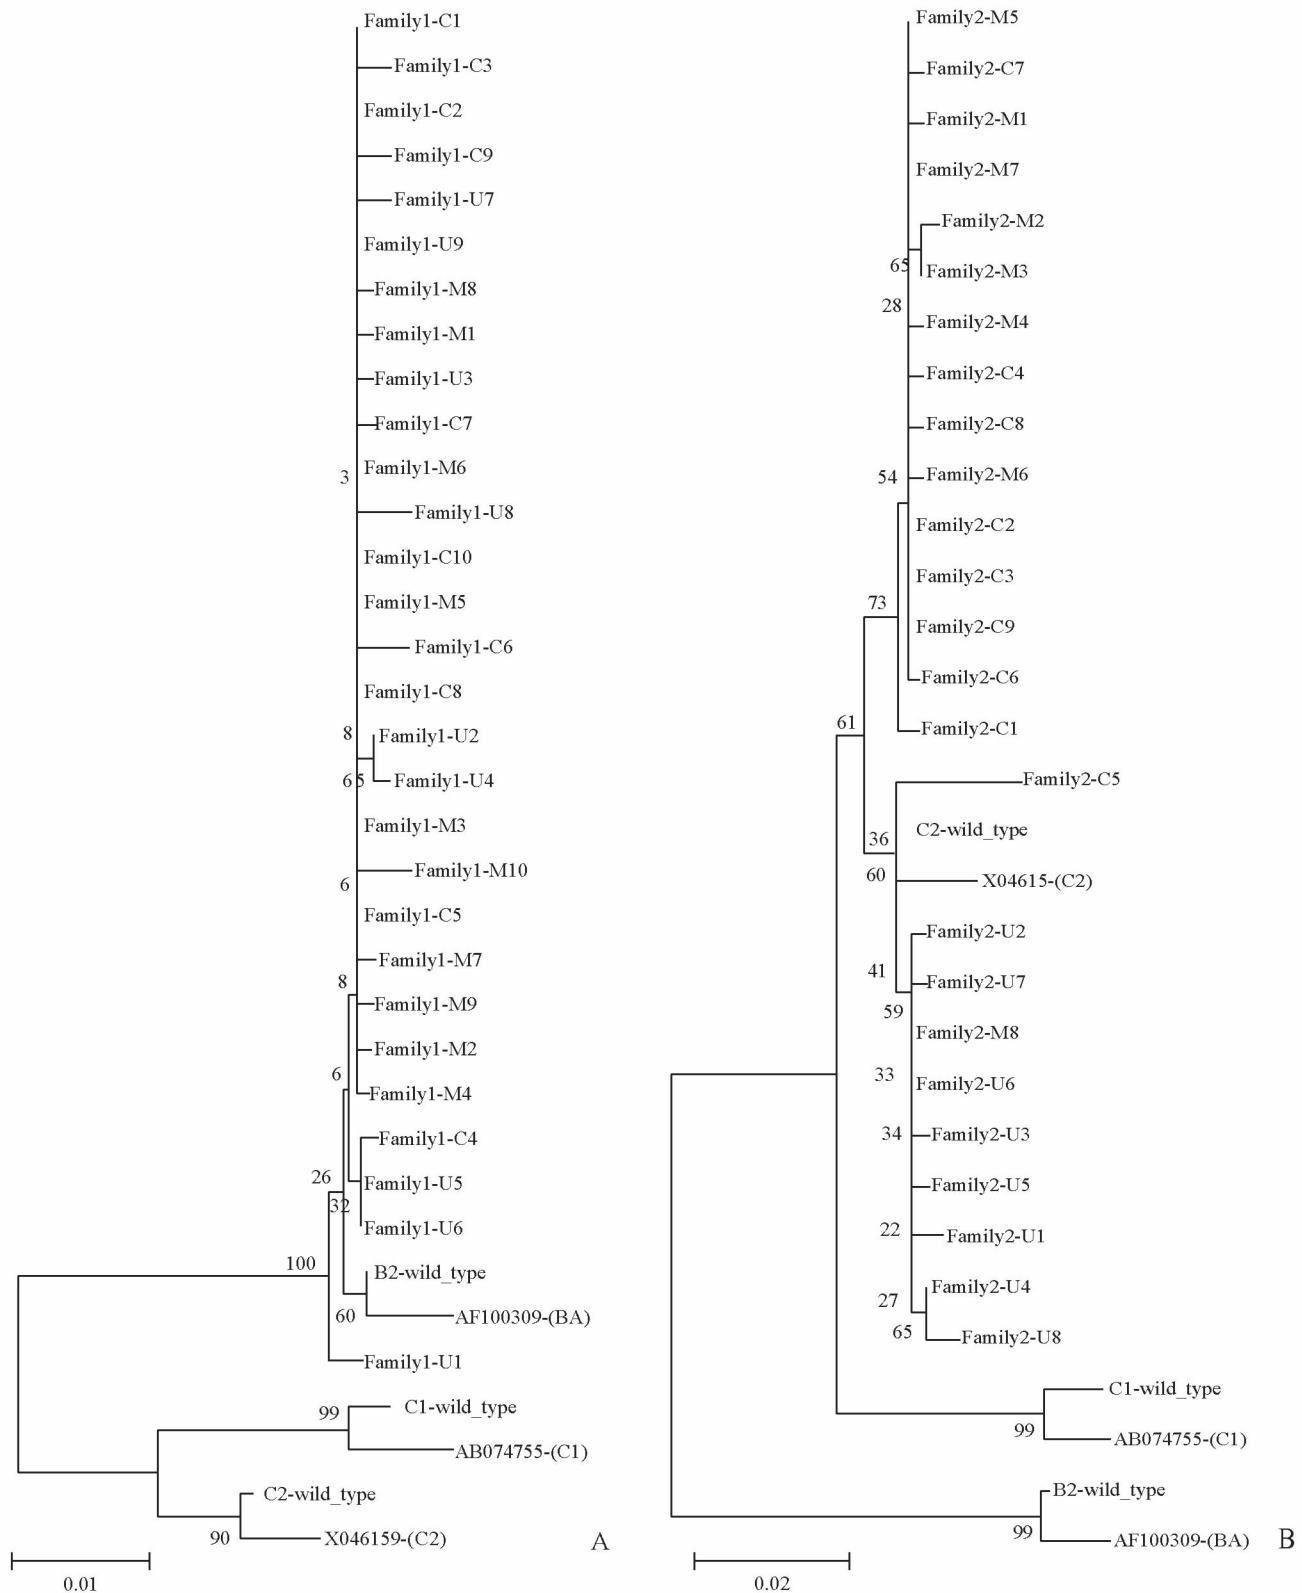 Family1-C1
Family1-C3
Family1-C2
Family1-C9
Family1-U7
Family1-U9
Family1-M8
Family1-M1
Family1-U3
Family1-C7
Family1-M6
3
Family1-U8
Family1-C10
Family1-M5
Family1-C6
Family1-C8
8
Family1-U2
65
Family1-U4
Family1-M3
Family1-M10
6
Family1-C5
Family1-M7
8
Family1-M9
Family1-M2
6
Family1-M4
Family1-C4
26
Family1-U5
32
Family1-U6
100
B2-wild_type
60
AF100309-(BA)
Family1-U1
99
C1-wild_type
AB074755-(C1)
C2-wild_type
90
X046159-(C2)
A
0.01
Family2-M5
Family2-C7
Family2-M1
Family2-M7
Family2-M2
65
Family2-M3
28
Family2-M4
Family2-C4
Family2-C8
54
Family2-M6
Family2-C2
Family2-C3
73
Family2-C9
Family2-C6
61
Family2-C1
Family2-C5
36
C2-wild_type
60
X04615-(C2)
Family2-U2
41
Family2-U7
59
Family2-M8
33
Family2-U6
34
Family2-U3
Family2-U5
22
Family2-U1
27
Family2-U4
65
Family2-U8
C1-wild_type
99
AB074755-(C1)
B2-wild_type
99
AF100309-(BA)
B
0.02